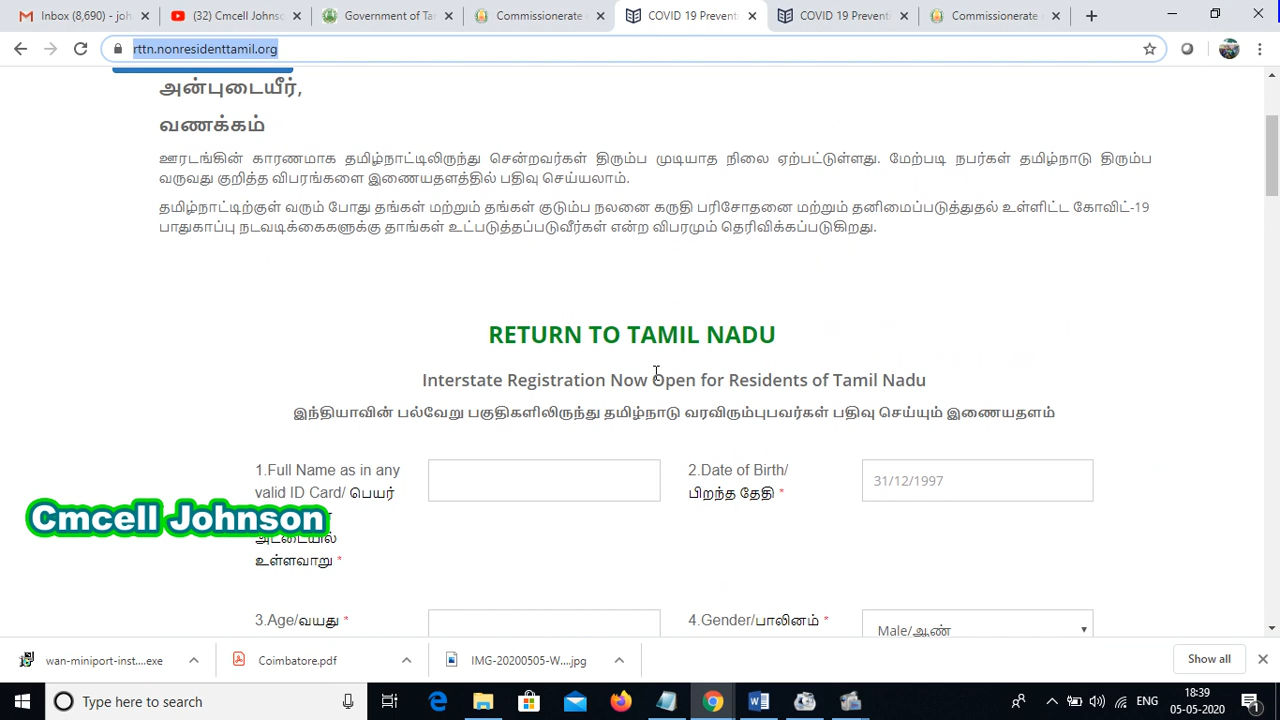 Inbox (8,690) - joh
(32) Cmcell Johnso
Government of Ta
Commissionerate
COVID 19 Preventi
COVID 19 Preventi
Commissionerate
rttn.nonresidenttamil.org
அன்புடையீர்,
வணக்கம்
ஊரடங்கின் காரணமாக தமிழ்நாட்டிலிருந்து சென்றவர்கள் திரும்ப முடியாத நிலை ஏற்பட்டுள்ளது. மேற்படி நபர்கள் தமிழ்நாடு திரும்ப
வருவது குறித்த விபரங்களை இணையதளத்தில் பதிவு செய்யலாம்.
தமிழ்நாட்டிற்குள் வரும் போது தங்கள் மற்றும் தங்கள் குடும்ப நலனை கருதி பரிசோதனை மற்றும் தனிமைப்படுத்துதல் உள்ளிட்ட கோவிட்-19
பாதுகாப்பு நடவடிக்கைகளுக்கு தாங்கள் உட்படுத்தப்படுவீர்கள் என்ற விபரமும் தெரிவிக்கப்படுகிறது.
RETURN TO TAMIL NADU
Interstate Registration Now Open for Residents of Tamil Nadu
இந்தியாவின் பல்வேறு பகுதிகளிலிருந்து தமிழ்நாடு வரவிரும்புபவர்கள் பதிவு செய்யும் இணையதளம்
1.Full Name as in any
valid ID Card/ பெயர்
அட்டையில்
உள்ளவாறு *
2.Date of Birth/
பிறந்த தேதி *
31/12/1997
Cmcell Johnson
3.Age/வயது *
4.Gender/பாலினம் *
Male/ஆண்
wan-miniport-inst....exe
Coimbatore.pdf
IMG-20200505-W....jpg
Show all
Type here to search
ENG
18:39
05-05-2020
1